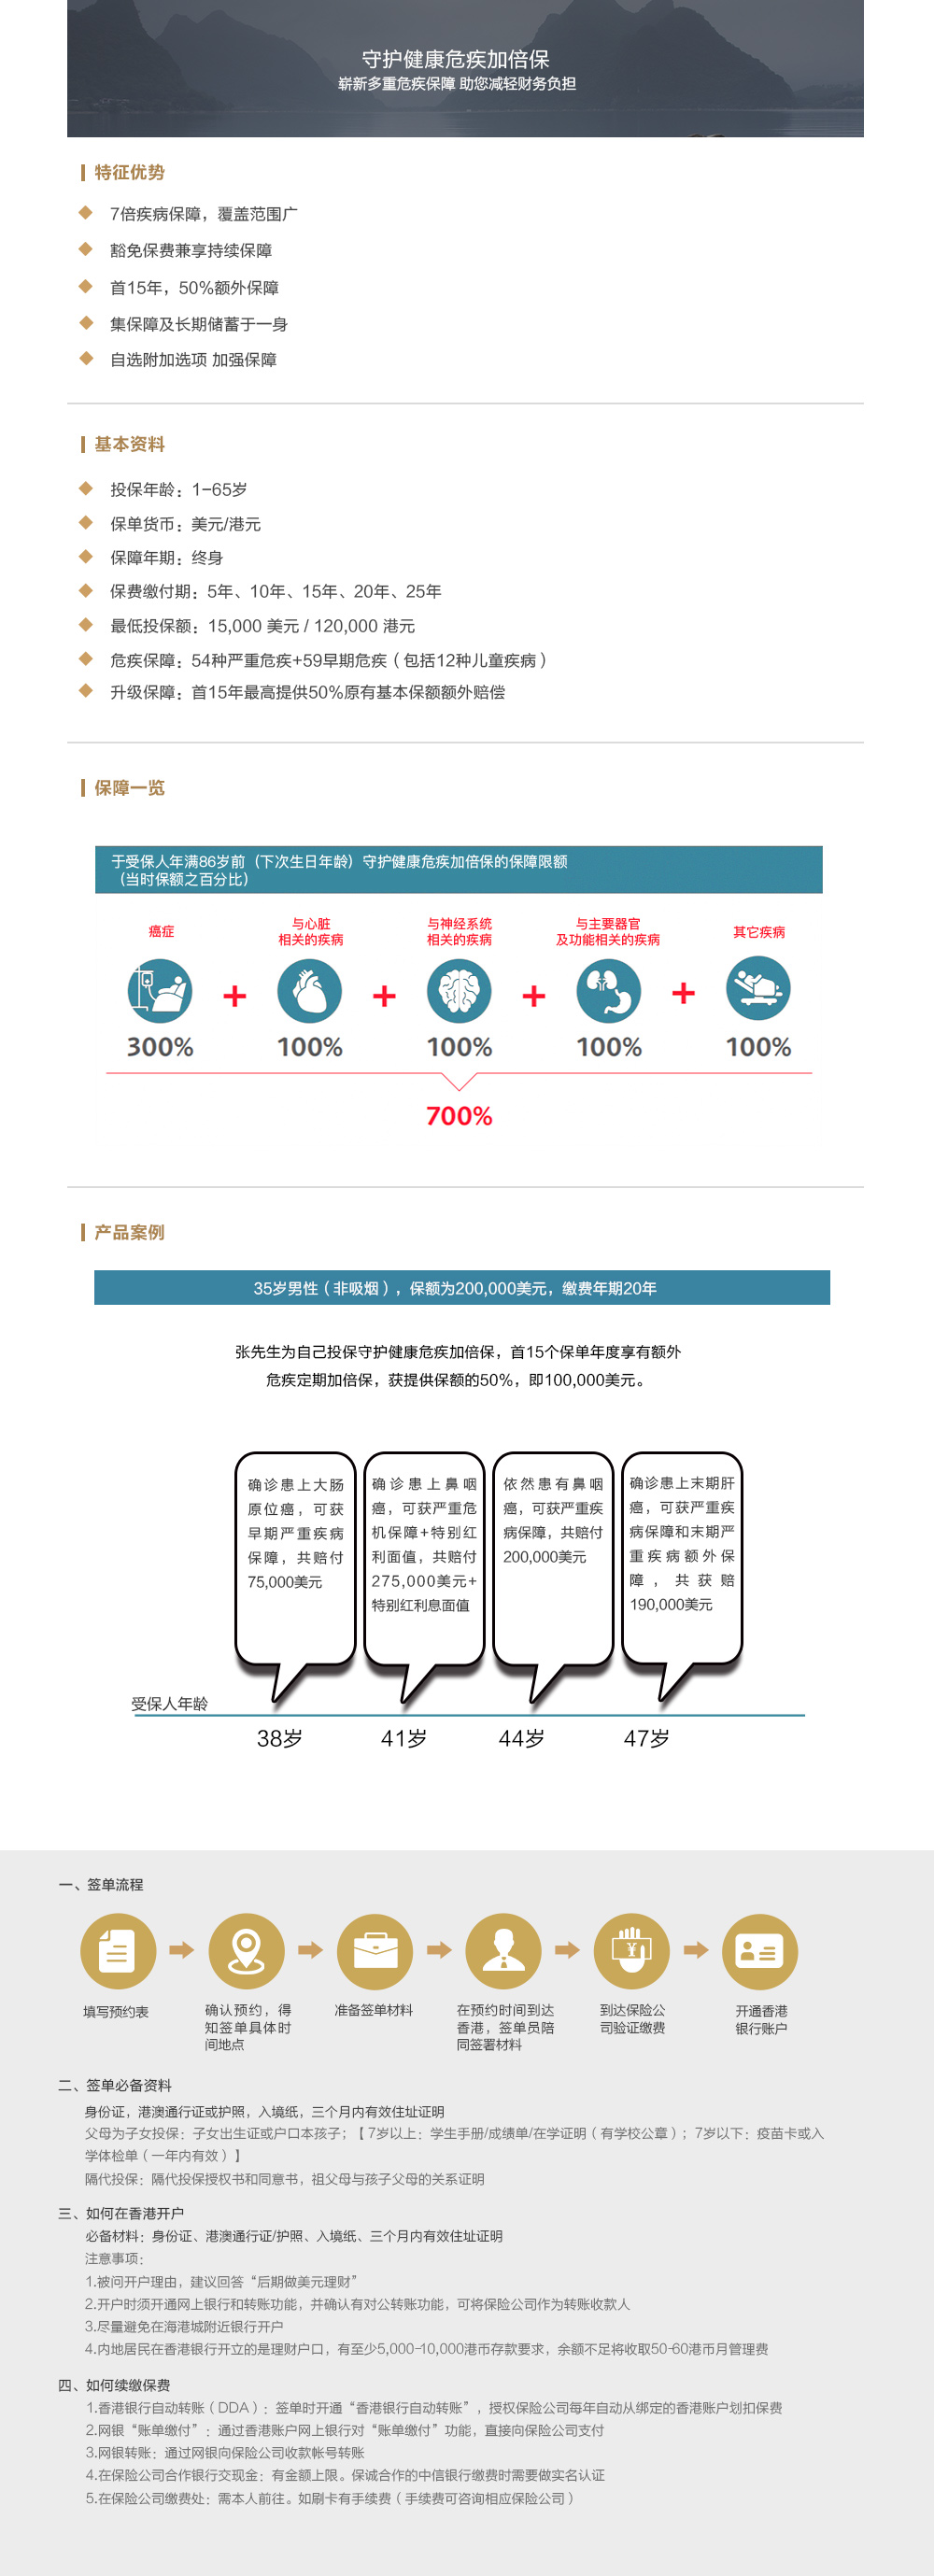 守护健康危疾加倍保
崭新多重危疾保障 助您减轻财务负担
特征优势
7倍疾病保障，覆盖范围广
豁免保费兼享持续保障
首15年，50%额外保障
集保障及长期储蓄于一身
自选附加选项 加强保障
基本资料
投保年龄：1-65岁
保单货币：美元/港元
保障年期：终身
保费缴付期：5年、10年、15年、20年、25年
最低投保额：15,000 美元 / 120,000 港元
危疾保障：54种严重危疾+59早期危疾（包括12种儿童疾病）
升级保障：首15年最高提供50%原有基本保额额外赔偿
保障一览
于受保人年满86岁前（下次生日年龄）守护健康危疾加倍保的保障限额
（当时保额之百分比）
癌症
与心脏
相关的疾病
与神经系统
相关的疾病
与主要器官
及功能相关的疾病
其它疾病
+ + + +
300% 100% 100% 100% 100%
700%
产品案例
35岁男性（非吸烟），保额为200,000美元，缴费年期20年
张先生为自己投保守护健康危疾加倍保，首15个保单年度享有额外
危疾定期加倍保，获提供保额的50%，即100,000美元。
确诊患上大肠
原位癌，可获
早期严重疾病
保障，共赔付
75,000美元
确诊患上鼻咽
癌，可获严重危
机保障+特别红
利面值，共赔付
275,000美元+
特别红利息面值
依然患有鼻咽
癌，可获严重疾
病保障，共赔付
200,000美元
确诊患上末期肝
癌，可获严重疾
病保障和末期严
重疾病额外保
障，共获赔
190,000美元
受保人年龄
38岁 41岁 44岁 47岁
一、签单流程
¥
填写预约表
确认预约，得
知签单具体时
间地点
准备签单材料
在预约时间到达
香港，签单员陪
同签署材料
到达保险公
司验证缴费
开通香港
银行账户
二、签单必备资料
身份证，港澳通行证或护照，入境纸，三个月内有效住址证明
父母为子女投保：子女出生证或户口本孩子；【 7岁以上：学生手册/成绩单/在学证明（有学校公章）；7岁以下：疫苗卡或入
学体检单（一年内有效）】
隔代投保：隔代投保授权书和同意书，祖父母与孩子父母的关系证明
三、如何在香港开户
必备材料：身份证、港澳通行证/护照、入境纸、三个月内有效住址证明
注意事项：
1.被问开户理由，建议回答“后期做美元理财”
2.开户时须开通网上银行和转账功能，并确认有对公转账功能，可将保险公司作为转账收款人
3.尽量避免在海港城附近银行开户
4.内地居民在香港银行开立的是理财户口，有至少5,000-10,000港币存款要求，余额不足将收取50-60港币月管理费
四、如何续缴保费
1.香港银行自动转账（DDA）：签单时开通“香港银行自动转账”，授权保险公司每年自动从绑定的香港账户划扣保费
2.网银“账单缴付”：通过香港账户网上银行对“账单缴付”功能，直接向保险公司支付
3.网银转账：通过网银向保险公司收款帐号转账
4.在保险公司合作银行交现金：有金额上限。保诚合作的中信银行缴费时需要做实名认证
5.在保险公司缴费处：需本人前往。如刷卡有手续费（手续费可咨询相应保险公司）